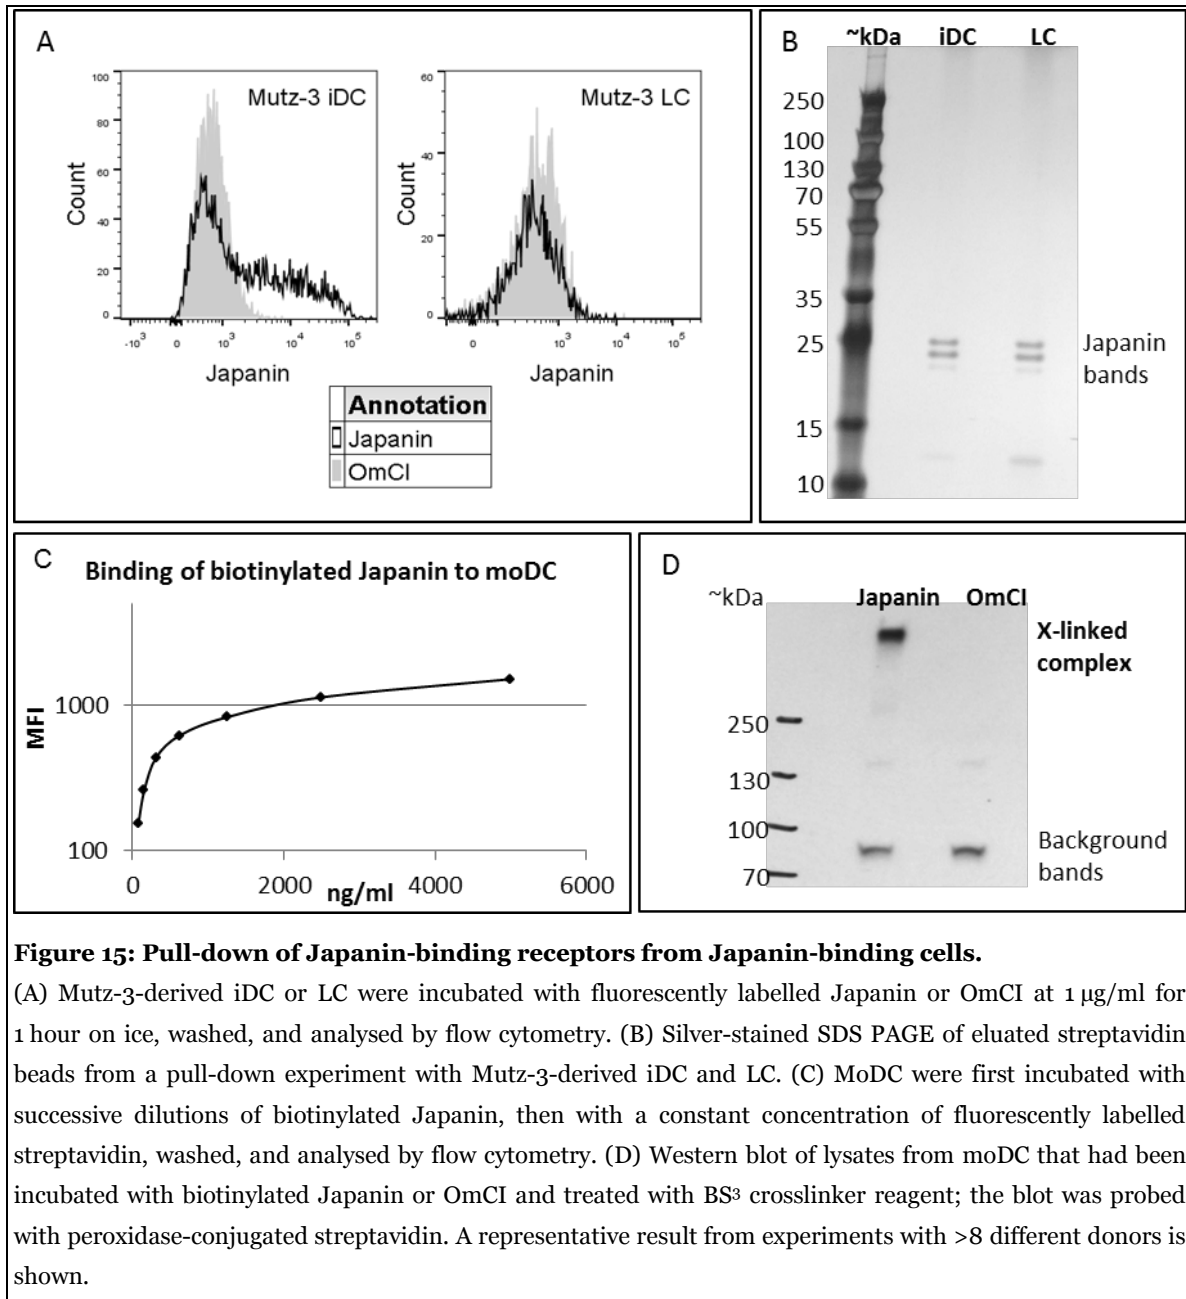 A
100
80
60
40
20
0
Count
Mutz-3 iDC
-10³ 0 10³ 10⁴ 10⁵
Japanin
60
40
20
0
Count
Mutz-3 LC
0 10³ 10⁴ 10⁵
Japanin
Annotation
Japanin
OmCI
B
~kDa iDC LC
250
100
130
70
55
35
25
15
10
Japanin
bands
C
Binding of biotinylated Japanin to moDC
MFI
1000
100
0 2000 4000 6000
ng/ml
D
~kDa Japanin OmCI
X-linked
complex
250
130
100
70
Background
bands
Figure 15: Pull-down of Japanin-binding receptors from Japanin-binding cells.
(A) Mutz-3-derived iDC or LC were incubated with fluorescently labelled Japanin or OmCI at 1 µg/ml for
1 hour on ice, washed, and analysed by flow cytometry. (B) Silver-stained SDS PAGE of eluated streptavidin
beads from a pull-down experiment with Mutz-3-derived iDC and LC. (C) MoDC were first incubated with
successive dilutions of biotinylated Japanin, then with a constant concentration of fluorescently labelled
streptavidin, washed, and analysed by flow cytometry. (D) Western blot of lysates from moDC that had been
incubated with biotinylated Japanin or OmCI and treated with BS³ crosslinker reagent; the blot was probed
with peroxidase-conjugated streptavidin. A representative result from experiments with >8 different donors is
shown.